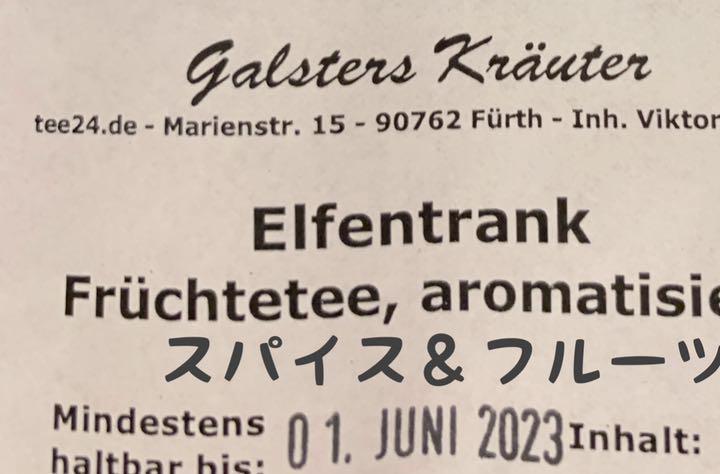 Galsters Kräuter
tee24.de - Marienstr. 15 - 90762 Fürth - Inh. Viktor
Elfentrank
Früchtetee, aromatisie
スパイス&フルーツ
Mindestens 01. JUNI 2023 Inhalt:
haltbar bis: